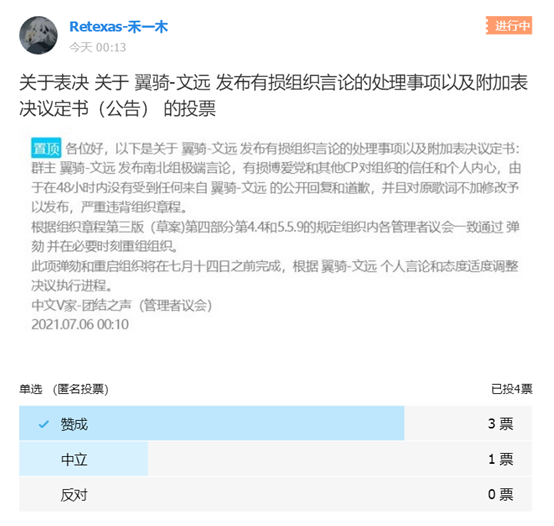 Retexas-禾一木
进行中
今天 00:13
关于表决 关于 翼骑-文远 发布有损组织言论的处理事项以及附加表
决议定书（公告） 的投票
置顶 各位好，以下是关于 翼骑-文远 发布有损组织言论的处理事项以及附加表决议定书：
群主 翼骑-文远 发布南北组极端言论，有损博爱党和其他CP对组织的信任和个人内心，由
于在48小时内没有受到任何来自 翼骑-文远 的公开回复和道歉，并且对原歌词不加修改予
以发布，严重违背组织章程。
根据组织章程第三版（草案)第四部分第4.4和5.5.9的规定组织内各管理者议会一致通过 弹
劾 并在必要时刻重组组织。
此项弹劾和重启组织将在七月十四日之前完成，根据 翼骑-文远 个人言论和态度适度调整
决议执行进程。
中文V家-团结之声（管理者议会）
2021.07.06 00:10
单选 （匿名投票） 已投4票
赞成 3 票
中立 1 票
反对 0 票